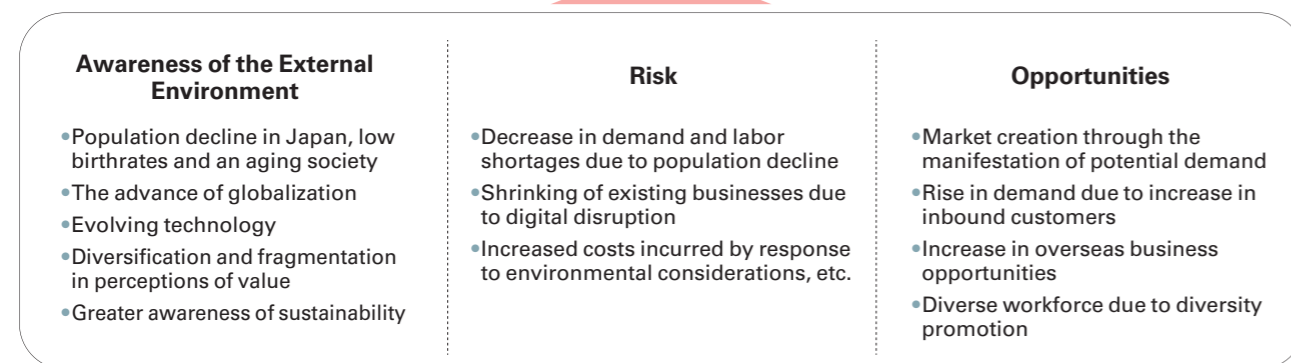 Awareness of the External
Environment
•Population decline in Japan, low
birthrates and an aging society
•The advance of globalization
•Evolving technology
•Diversification and fragmentation
in perceptions of value
•Greater awareness of sustainability
Risk
•Decrease in demand and labor
shortages due to population decline
•Shrinking of existing businesses due
to digital disruption
•Increased costs incurred by response
to environmental considerations, etc.
Opportunities
•Market creation through the
manifestation of potential demand
•Rise in demand due to increase in
inbound customers
•Increase in overseas business
opportunities
•Diverse workforce due to diversity
promotion